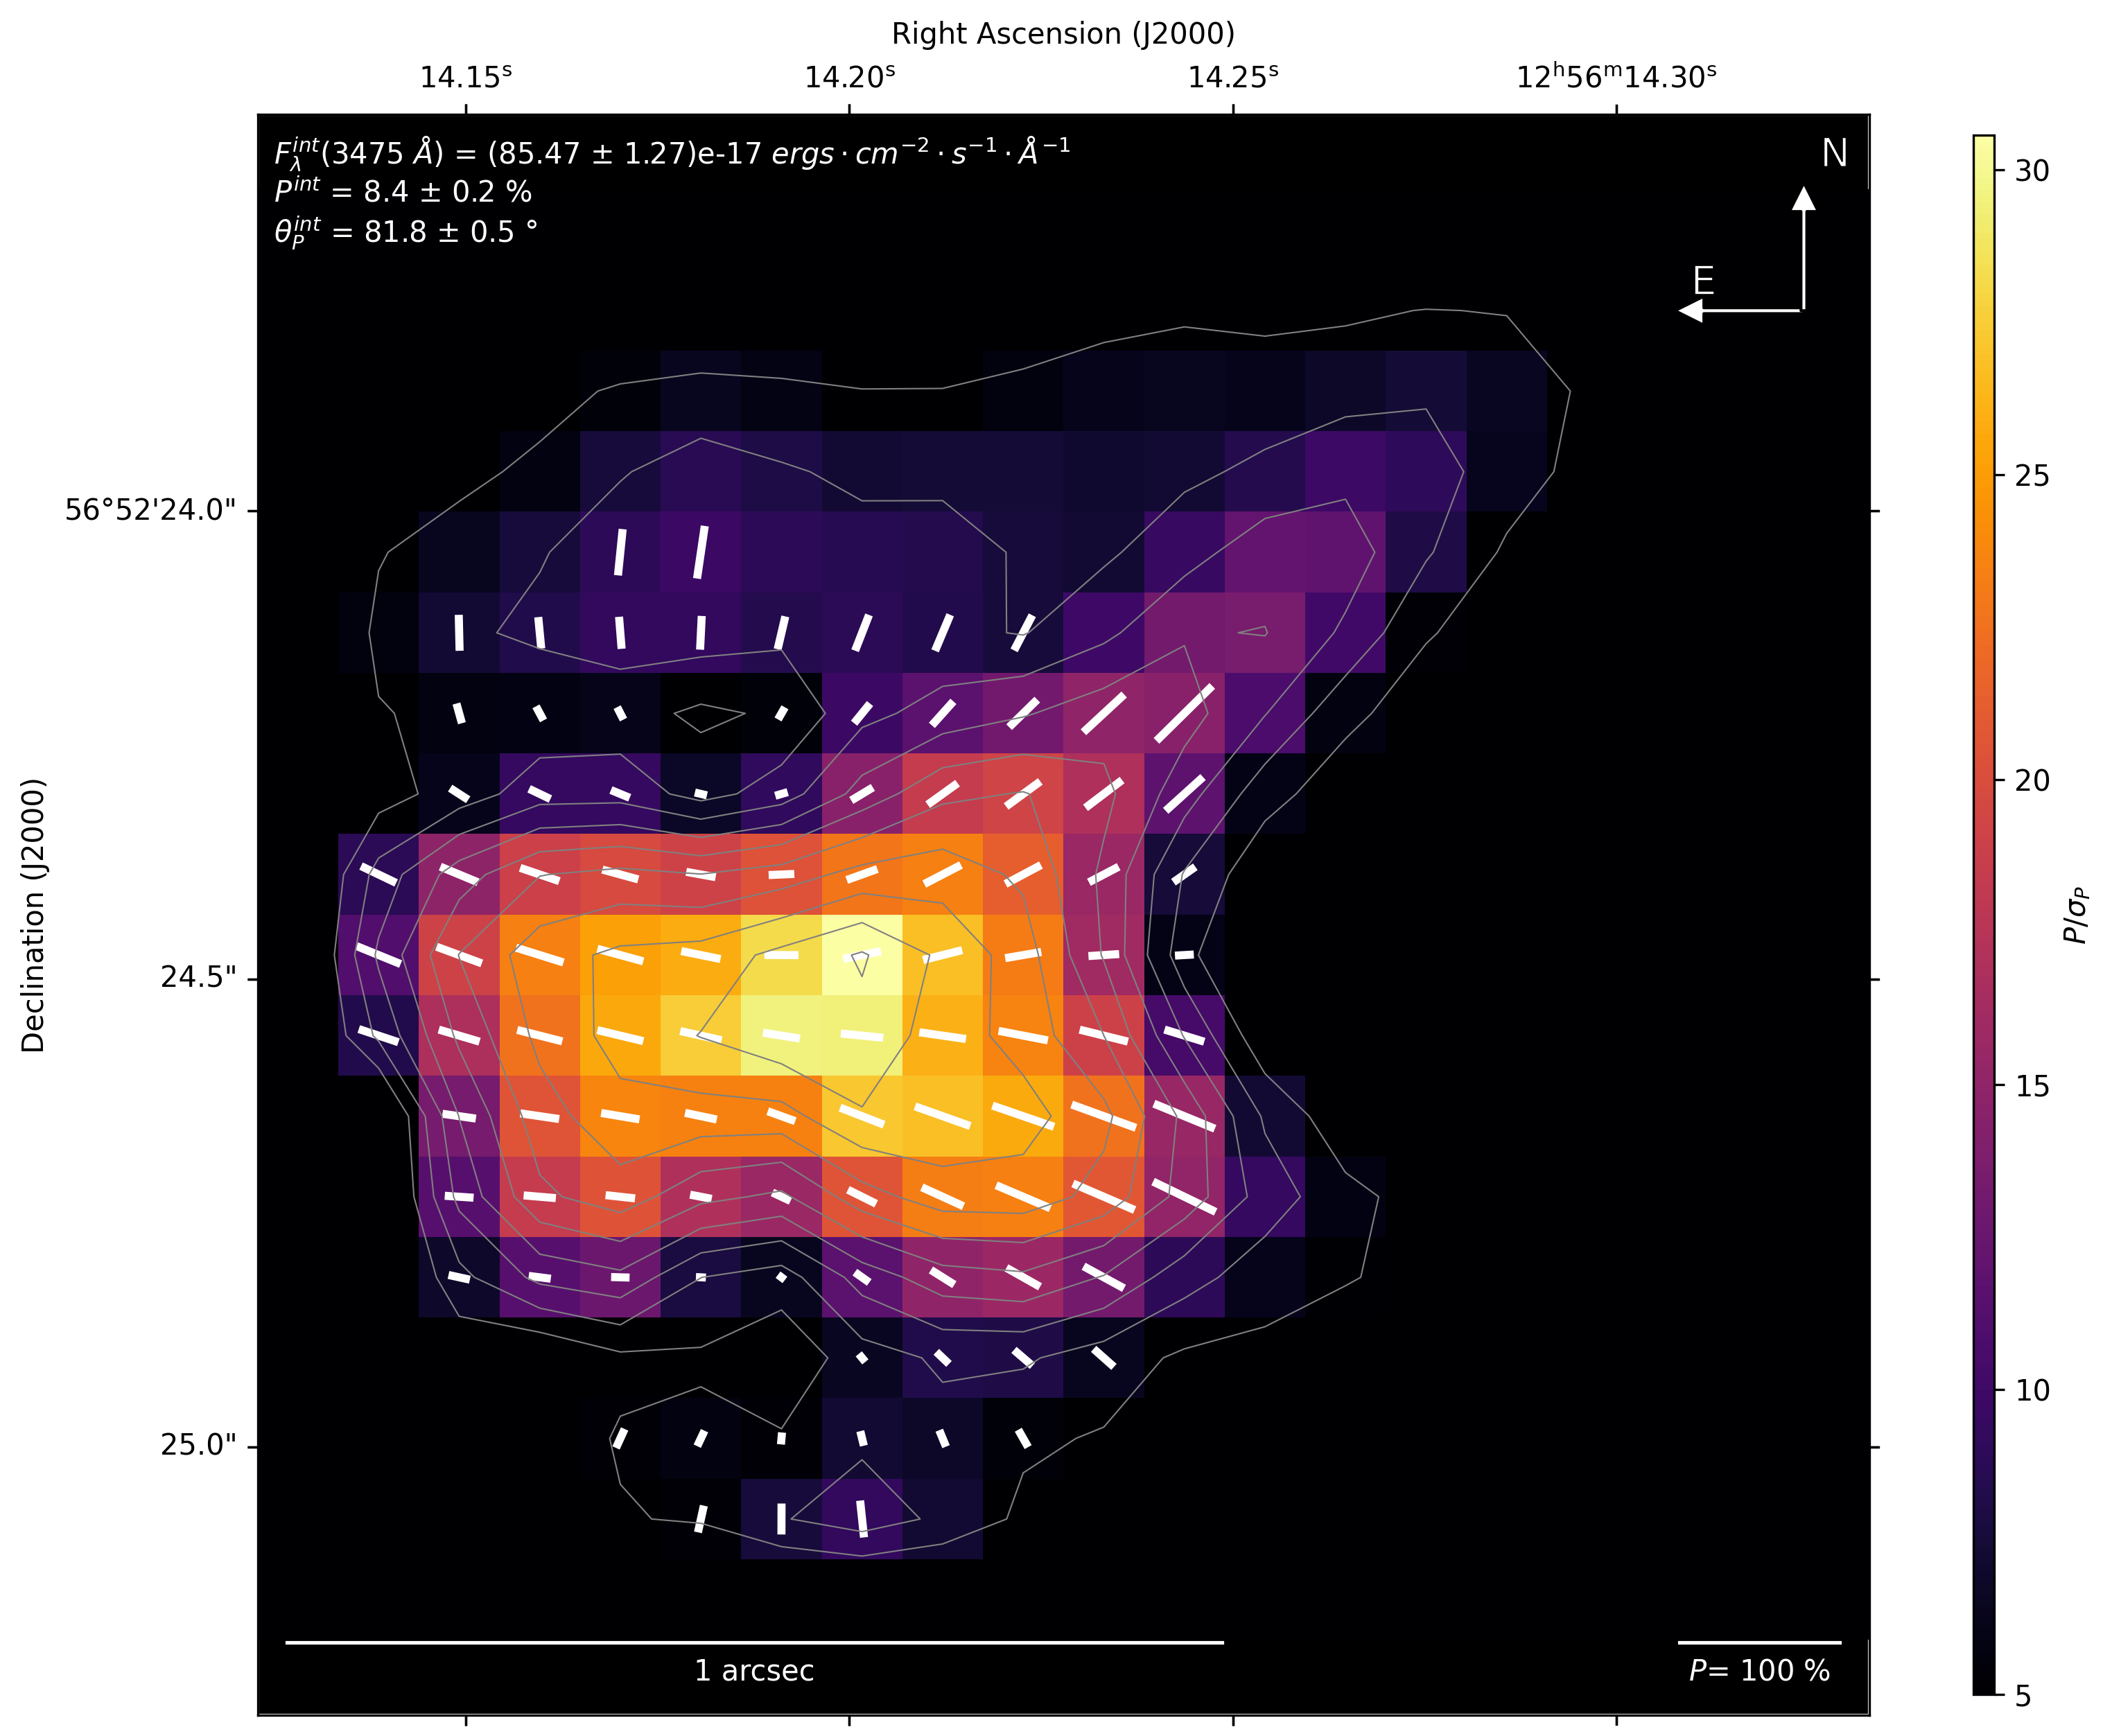 Right Ascension (J2000)
14.15ˢ 14.20ˢ 14.25ˢ 12ʰ56ᵐ14.30ˢ
F_λ^int(3475 Å) = (85.47 ± 1.27)e-17 ergs · cm⁻² · s⁻¹ · Å⁻¹
P^int = 8.4 ± 0.2 %
θ_P^int = 81.8 ± 0.5 °
N
E
56°52'24.0"
24.5"
25.0"
Declination (J2000)
1 arcsec
P= 100 %
30
25
20
15
10
5
P/σ_P